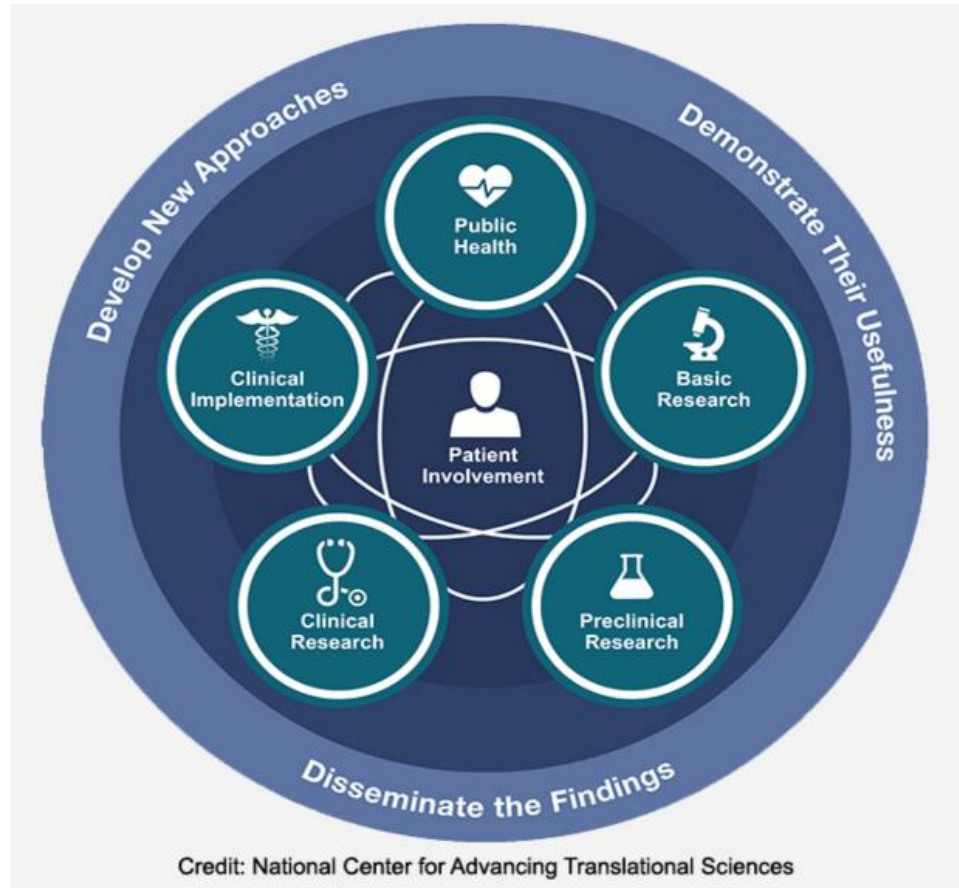 Develop New Approaches
Demonstrate Their Usefulness
Public
Health
Clinical
Implementation
Basic
Research
Patient
Involvement
Clinical
Research
Preclinical
Research
Disseminate the Findings
Credit: National Center for Advancing Translational Sciences